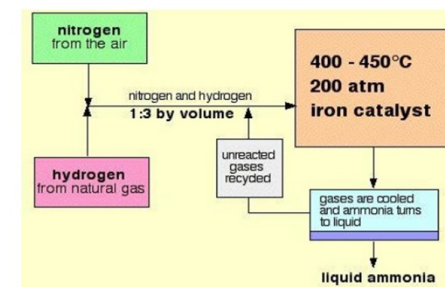 nitrogen
from the air
400 - 450°C
200 atm
iron catalyst
nitrogen and hydrogen
1:3 by volume
hydrogen
from natural gas
unreacted
gases
recycled
gases are cooled
and ammonia turns
to liquid
liquid ammonia